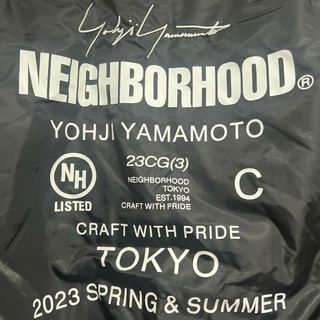 Yohji Yamamoto
NEIGHBORHOOD®
YOHJI YAMAMOTO
NH
LISTED
23CG(3)
NEIGHBORHOOD
TOKYO
EST.1994
CRAFT WITH PRIDE
C
CRAFT WITH PRIDE
TOKYO
2023 SPRING & SUMMER